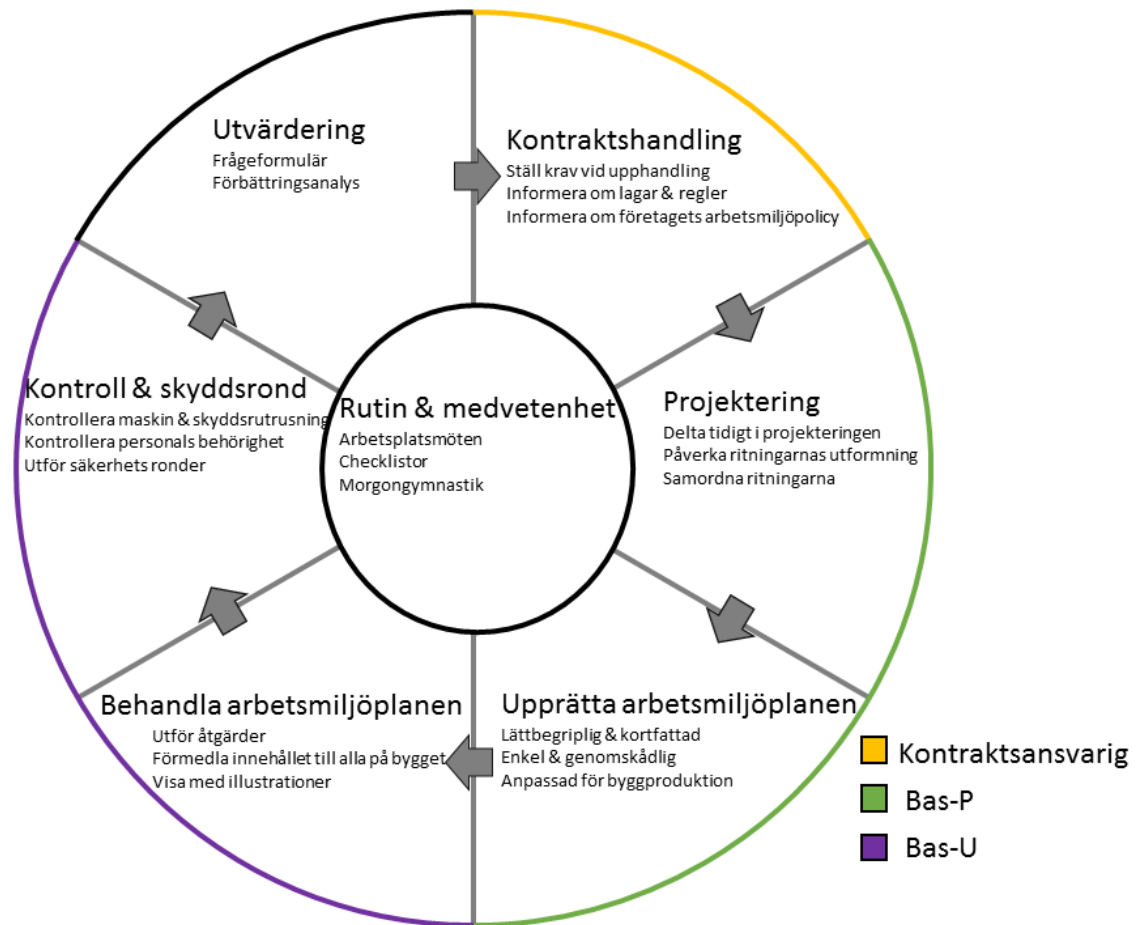 Utvärdering
Frågeformulär
Förbättringsanalys
Kontraktshandling
Ställ krav vid upphandling
Informera om lagar & regler
Informera om företagets arbetsmiljöpolicy
Projektering
Delta tidigt i projekteringen
Påverka ritningarnas utformning
Samordna ritningarna
Upprätta arbetsmiljöplanen
Lättbegriplig & kortfattad
Enkel & genomskådlig
Anpassad för byggproduktion
Behandla arbetsmiljöplanen
Utför åtgärder
Förmedla innehållet till alla på bygget
Visa med illustrationer
Kontroll & skyddsrond
Kontrollera maskin & skyddsrutrusning
Kontrollera personals behörighet
Utför säkerhets ronder
Rutin & medvetenhet
Arbetsplatsmöten
Checklistor
Morgongymnastik
Kontraktsansvarig
Bas-P
Bas-U